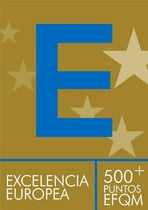 E
EXCELENCIA
EUROPEA
500+
PUNTOS
EFQM